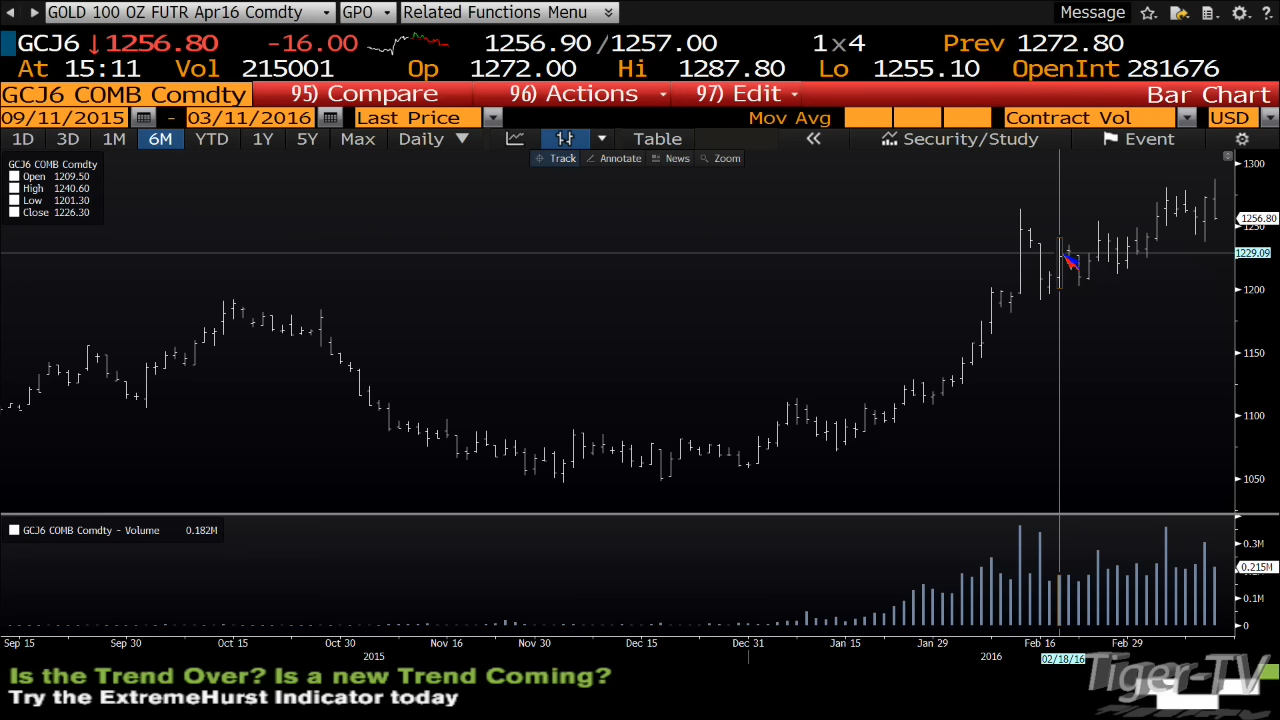 GOLD 100 OZ FUTR Apr16 Comdty GPO Related Functions Menu Message
GCJ6 ↓1256.80 -16.00 1256.90/1257.00 1x4 Prev 1272.80
At 15:11 Vol 215001 Op 1272.00 Hi 1287.80 Lo 1255.10 OpenInt 281676
GCJ6 COMB Comdty 95) Compare 96) Actions 97) Edit Bar Chart
09/11/2015 - 03/11/2016 Last Price Mov Avg Contract Vol USD
1D 3D 1M 6M YTD 1Y 5Y Max Daily Table Security/Study Event
Track Annotate News Zoom
GCJ6 COMB Comdty
Open 1209.50
High 1240.60
Low 1201.30
Close 1226.30
1300
1256.80
1250
1229.09
1200
1150
1100
1050
GCJ6 COMB Comdty - Volume 0.182M
0.3M
0.215M
0.1M
0
Sep 15 Sep 30 Oct 15 Oct 30 Nov 16 Nov 30 Dec 15 Dec 31 Jan 15 Jan 29 Feb 16 Feb 29
2015 2016 02/18/16
Is the Trend Over? Is a new Trend Coming?
Try the ExtremeHurst Indicator today
Tiger-TV